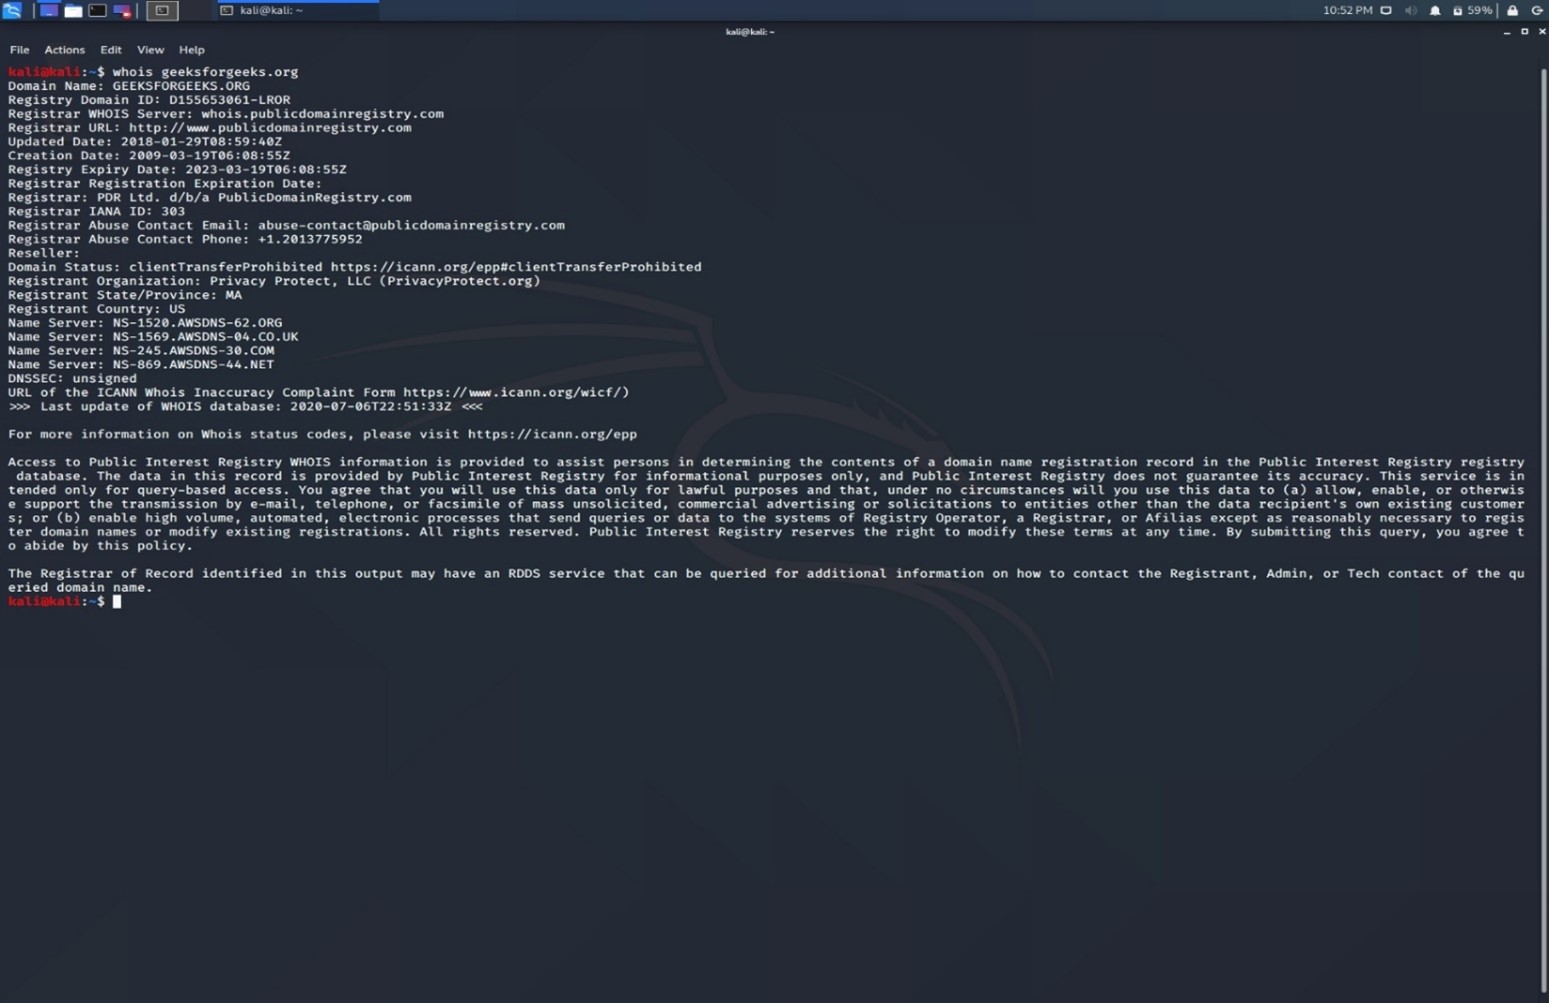 kali@kali: ~
10:52 PM
59%
kali@kali: ~
File Actions Edit View Help
kali@kali:~$ whois geeksforgeeks.org
Domain Name: GEEKSFORGEEKS.ORG
Registry Domain ID: D155653061-LROR
Registrar WHOIS Server: whois.publicdomainregistry.com
Registrar URL: http://www.publicdomainregistry.com
Updated Date: 2018-01-29T08:59:40Z
Creation Date: 2009-03-19T06:08:55Z
Registry Expiry Date: 2023-03-19T06:08:55Z
Registrar Registration Expiration Date:
Registrar: PDR Ltd. d/b/a PublicDomainRegistry.com
Registrar IANA ID: 303
Registrar Abuse Contact Email: abuse-contact@publicdomainregistry.com
Registrar Abuse Contact Phone: +1.2013775952
Reseller:
Domain Status: clientTransferProhibited https://icann.org/epp#clientTransferProhibited
Registrant Organization: Privacy Protect, LLC (PrivacyProtect.org)
Registrant State/Province: MA
Registrant Country: US
Name Server: NS-1520.AWSDNS-62.ORG
Name Server: NS-1569.AWSDNS-04.CO.UK
Name Server: NS-245.AWSDNS-30.COM
Name Server: NS-869.AWSDNS-44.NET
DNSSEC: unsigned
URL of the ICANN Whois Inaccuracy Complaint Form https://www.icann.org/wicf/)
>>> Last update of WHOIS database: 2020-07-06T22:51:33Z <<<
For more information on Whois status codes, please visit https://icann.org/epp
Access to Public Interest Registry WHOIS information is provided to assist persons in determining the contents of a domain name registration record in the Public Interest Registry registry
 database. The data in this record is provided by Public Interest Registry for informational purposes only, and Public Interest Registry does not guarantee its accuracy. This service is in
tended only for query-based access. You agree that you will use this data only for lawful purposes and that, under no circumstances will you use this data to (a) allow, enable, or otherwis
e support the transmission by e-mail, telephone, or facsimile of mass unsolicited, commercial advertising or solicitations to entities other than the data recipient's own existing customer
s; or (b) enable high volume, automated, electronic processes that send queries or data to the systems of Registry Operator, a Registrar, or Afilias except as reasonably necessary to regis
ter domain names or modify existing registrations. All rights reserved. Public Interest Registry reserves the right to modify these terms at any time. By submitting this query, you agree t
o abide by this policy.
The Registrar of Record identified in this output may have an RDDS service that can be queried for additional information on how to contact the Registrant, Admin, or Tech contact of the qu
eried domain name.
kali@kali:~$